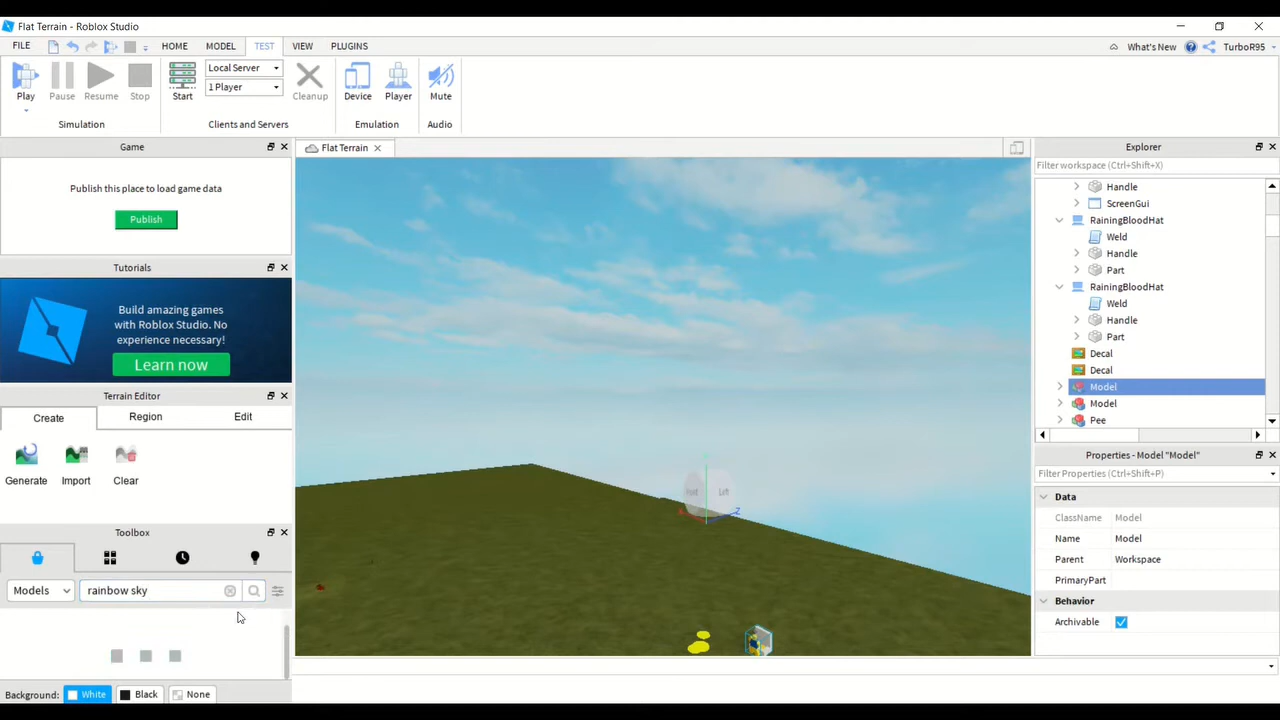 Flat Terrain - Roblox Studio
FILE HOME MODEL TEST VIEW PLUGINS What's New TurboR95
Local Server
1 Player
Play Pause Resume Stop Start Cleanup Device Player Mute
Simulation Clients and Servers Emulation Audio
Game
Publish this place to load game data
Publish
Tutorials
Build amazing games
with Roblox Studio. No
experience necessary!
Learn now
Terrain Editor
Create Region Edit
Generate Import Clear
Toolbox
Models rainbow sky
Background: White Black None
Flat Terrain
Left
Explorer
Filter workspace (Ctrl+Shift+X)
Handle
ScreenGui
RainingBloodHat
Weld
Handle
Part
RainingBloodHat
Weld
Handle
Part
Decal
Decal
Model
Model
Pee
Properties - Model "Model"
Filter Properties (Ctrl+Shift+P)
Data
ClassName Model
Name Model
Parent Workspace
PrimaryPart
Behavior
Archivable